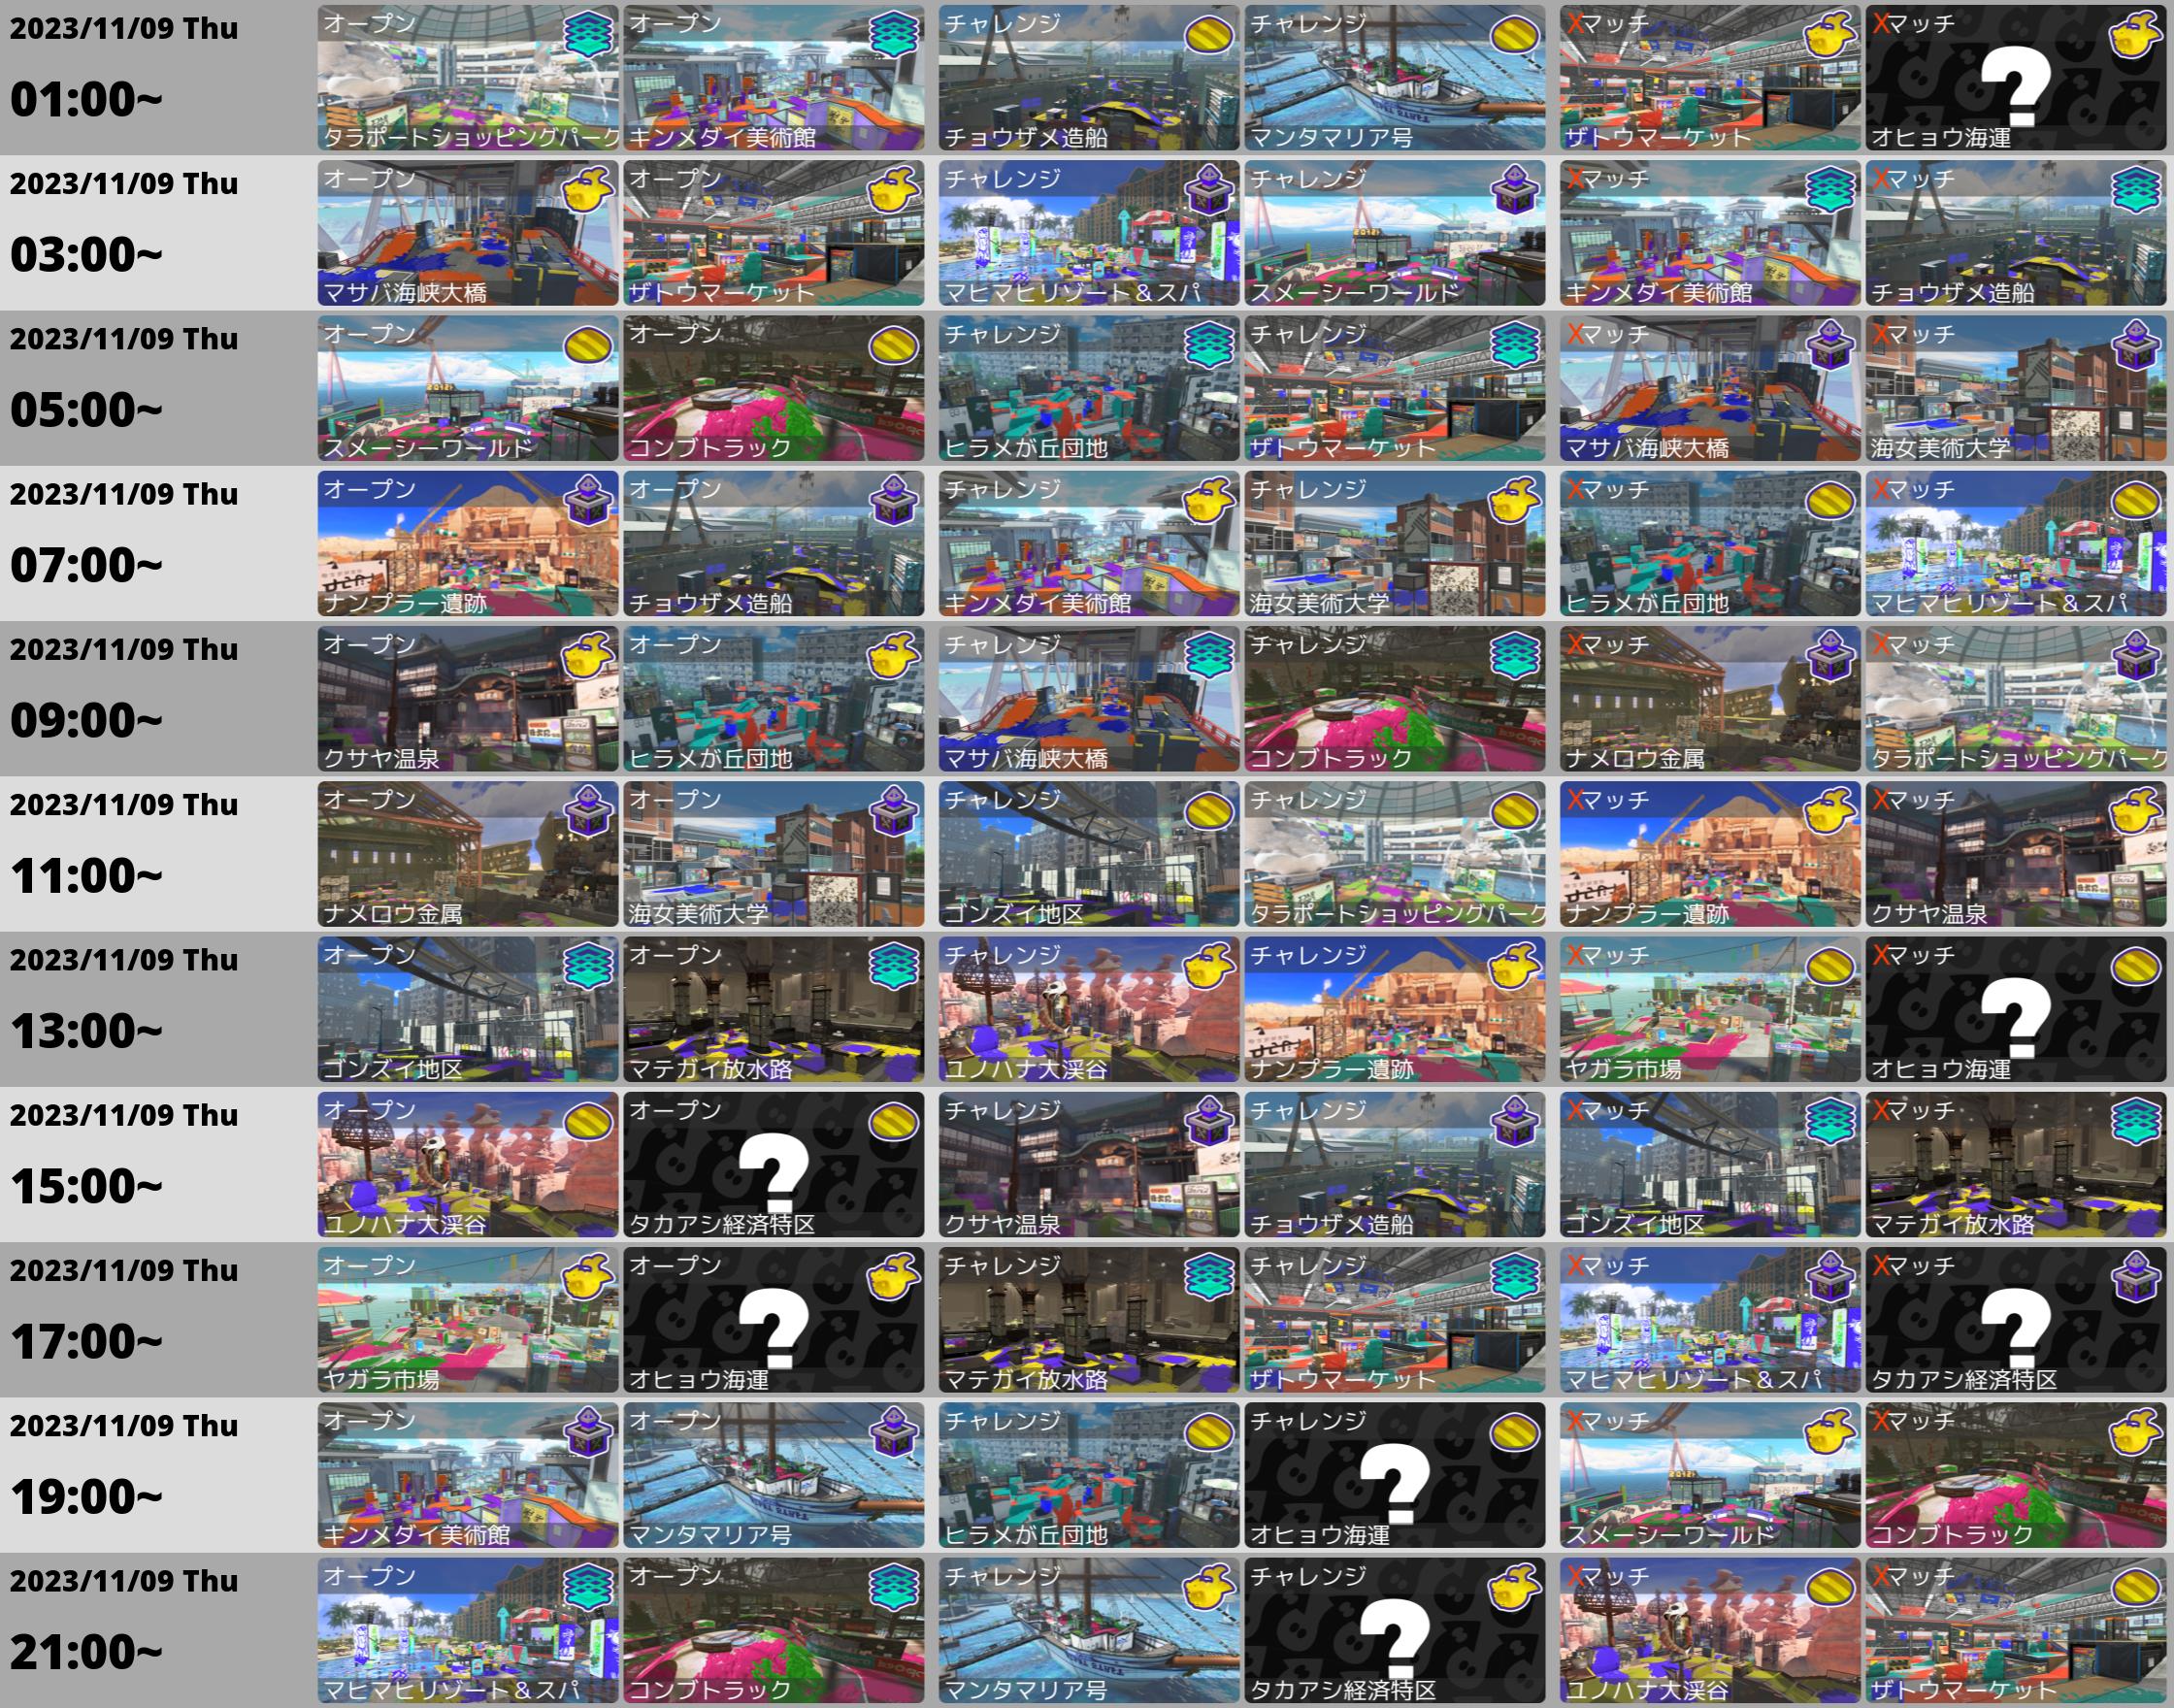 2023/11/09 Thu
01:00~
オープン
タラポートショッピングパーク
オープン
キンメダイ美術館
チャレンジ
チョウザメ造船
チャレンジ
マンタマリア号
Xマッチ
ザトウマーケット
Xマッチ
?
オヒョウ海運
2023/11/09 Thu
03:00~
オープン
マサバ海峡大橋
オープン
ザトウマーケット
チャレンジ
マヒマヒリゾート&スパ
チャレンジ
スメーシーワールド
Xマッチ
キンメダイ美術館
Xマッチ
チョウザメ造船
2023/11/09 Thu
05:00~
オープン
スメーシーワールド
オープン
コンブトラック
チャレンジ
ヒラメが丘団地
チャレンジ
ザトウマーケット
Xマッチ
マサバ海峡大橋
Xマッチ
海女美術大学
2023/11/09 Thu
07:00~
オープン
ナンプラー遺跡
オープン
チョウザメ造船
チャレンジ
キンメダイ美術館
チャレンジ
海女美術大学
Xマッチ
ヒラメが丘団地
Xマッチ
マヒマヒリゾート&スパ
2023/11/09 Thu
09:00~
オープン
クサヤ温泉
オープン
ヒラメが丘団地
チャレンジ
マサバ海峡大橋
チャレンジ
コンブトラック
Xマッチ
ナメロウ金属
Xマッチ
タラポートショッピングパーク
2023/11/09 Thu
11:00~
オープン
ナメロウ金属
オープン
海女美術大学
チャレンジ
ゴンズイ地区
チャレンジ
タラポートショッピングパーク
Xマッチ
ナンプラー遺跡
Xマッチ
クサヤ温泉
2023/11/09 Thu
13:00~
オープン
ゴンズイ地区
オープン
マテガイ放水路
チャレンジ
ユノハナ大渓谷
チャレンジ
ナンプラー遺跡
Xマッチ
ヤガラ市場
Xマッチ
?
オヒョウ海運
2023/11/09 Thu
15:00~
オープン
ユノハナ大渓谷
オープン
?
タカアシ経済特区
チャレンジ
クサヤ温泉
チャレンジ
チョウザメ造船
Xマッチ
ゴンズイ地区
Xマッチ
マテガイ放水路
2023/11/09 Thu
17:00~
オープン
ヤガラ市場
オープン
?
オヒョウ海運
チャレンジ
マテガイ放水路
チャレンジ
ザトウマーケット
Xマッチ
マヒマヒリゾート&スパ
Xマッチ
?
タカアシ経済特区
2023/11/09 Thu
19:00~
オープン
キンメダイ美術館
オープン
マンタマリア号
チャレンジ
ヒラメが丘団地
チャレンジ
?
オヒョウ海運
Xマッチ
スメーシーワールド
Xマッチ
コンブトラック
2023/11/09 Thu
21:00~
オープン
マヒマヒリゾート&スパ
オープン
コンブトラック
チャレンジ
マンタマリア号
チャレンジ
?
タカアシ経済特区
Xマッチ
ユノハナ大渓谷
Xマッチ
ザトウマーケット